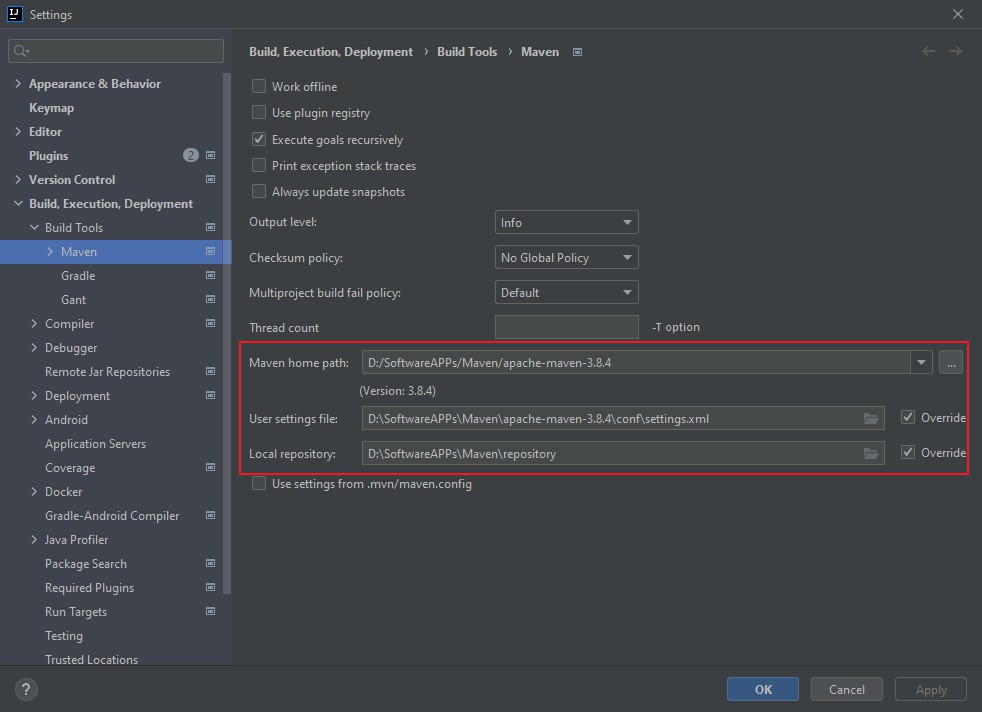 Settings
Appearance & Behavior
Keymap
Editor
Plugins 2
Version Control
Build, Execution, Deployment
Build Tools
Maven
Gradle
Gant
Compiler
Debugger
Remote Jar Repositories
Deployment
Android
Application Servers
Coverage
Docker
Gradle-Android Compiler
Java Profiler
Package Search
Required Plugins
Run Targets
Testing
Trusted Locations
Build, Execution, Deployment › Build Tools › Maven
Work offline
Use plugin registry
Execute goals recursively
Print exception stack traces
Always update snapshots
Output level: Info
Checksum policy: No Global Policy
Multiproject build fail policy: Default
Thread count -T option
Maven home path: D:/SoftwareAPPs/Maven/apache-maven-3.8.4 ...
(Version: 3.8.4)
User settings file: D:\SoftwareAPPs\Maven\apache-maven-3.8.4\conf\settings.xml Override
Local repository: D:\SoftwareAPPs\Maven\repository Override
Use settings from .mvn/maven.config
? OK Cancel Apply